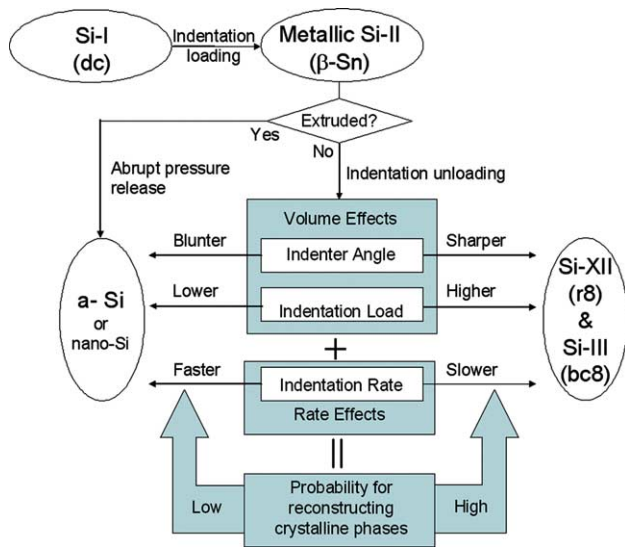 Si-I
(dc)
Indentation
loading
Metallic Si-II
(β-Sn)
Extruded?
Yes
No
Abrupt pressure
release
Indentation unloading
Volume Effects
Blunter
Indenter Angle
Sharper
Lower
Indentation Load
Higher
a- Si
or
nano-Si
Si-XII
(r8)
&
Si-III
(bc8)
+
Faster
Indentation Rate
Slower
Rate Effects
=
Low
Probability for
reconstructing
crystalline phases
High